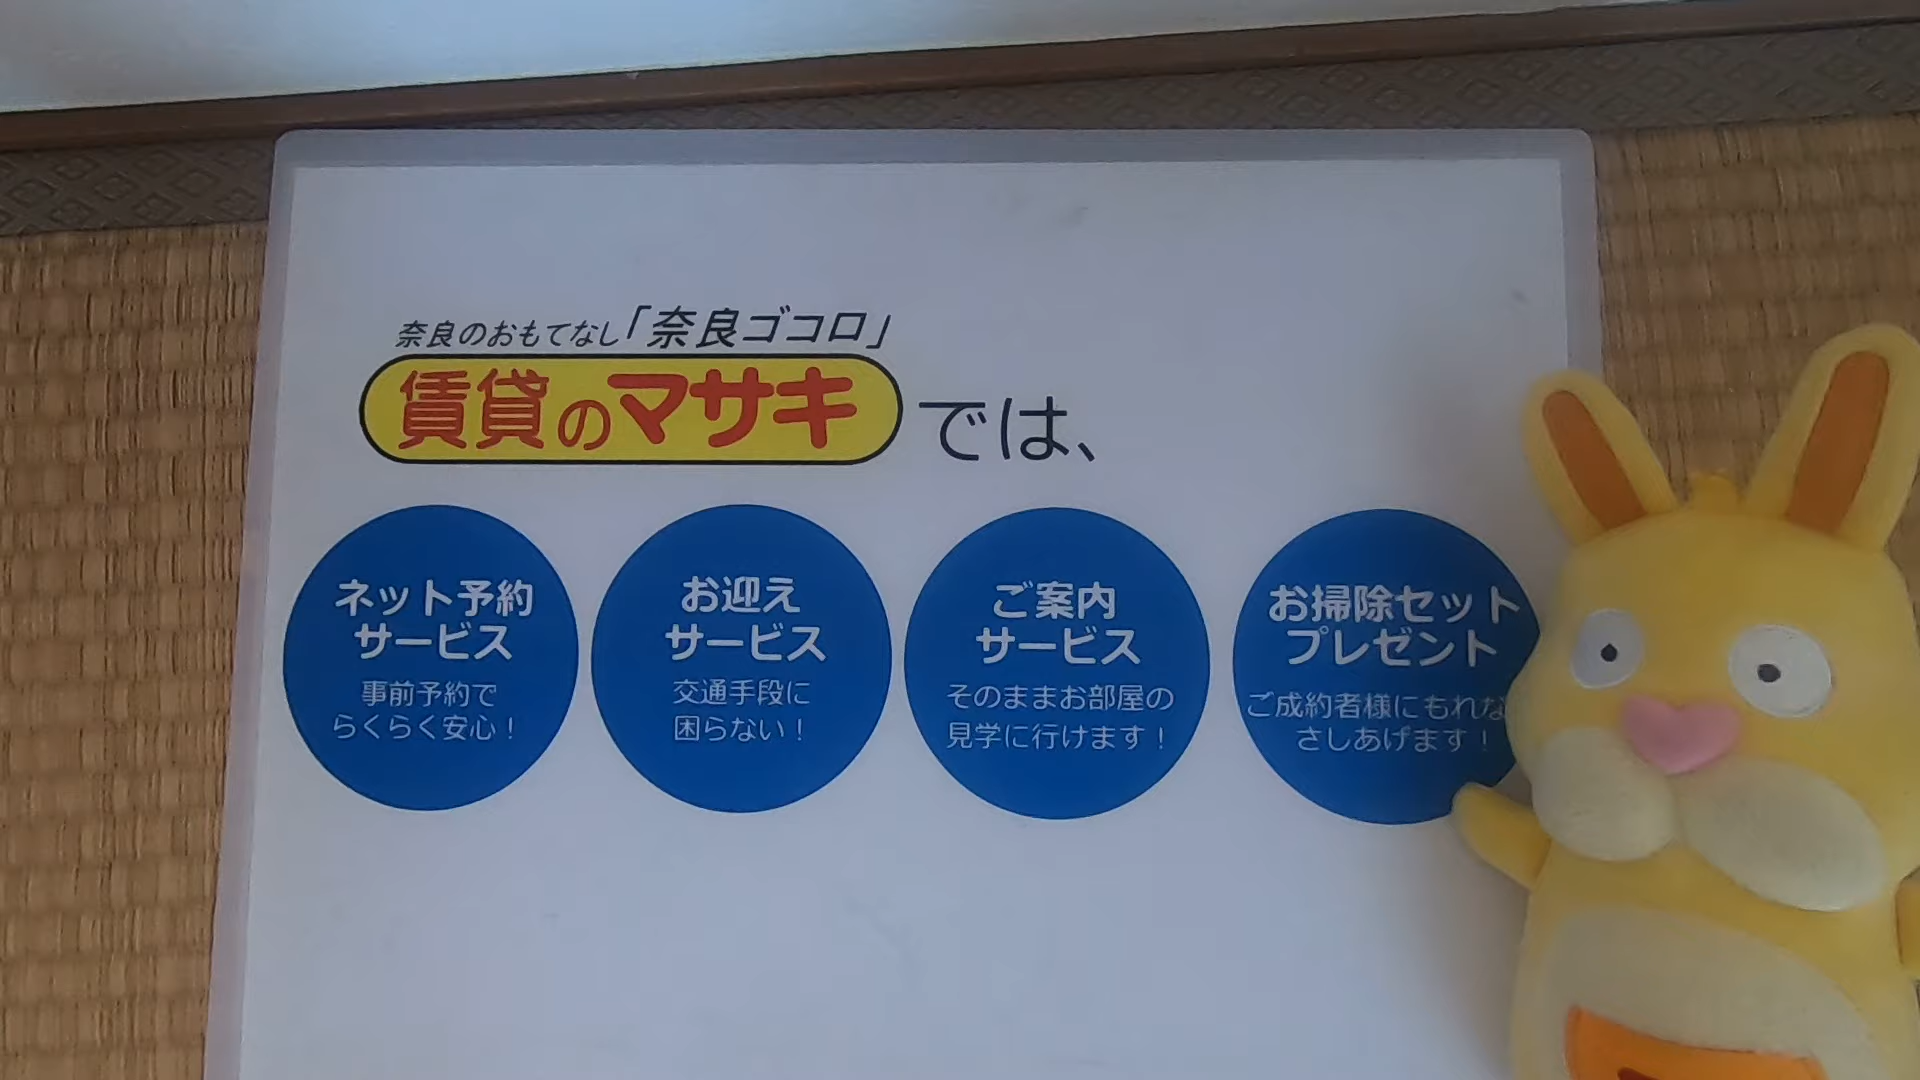 奈良のおもてなし「奈良ゴコロ」
賃貸のマサキ では、
ネット予約
サービス
事前予約で
らくらく安心！
お迎え
サービス
交通手段に
困らない！
ご案内
サービス
そのままお部屋の
見学に行けます！
お掃除セット
プレゼント
ご成約者様にもれな
さしあげます！